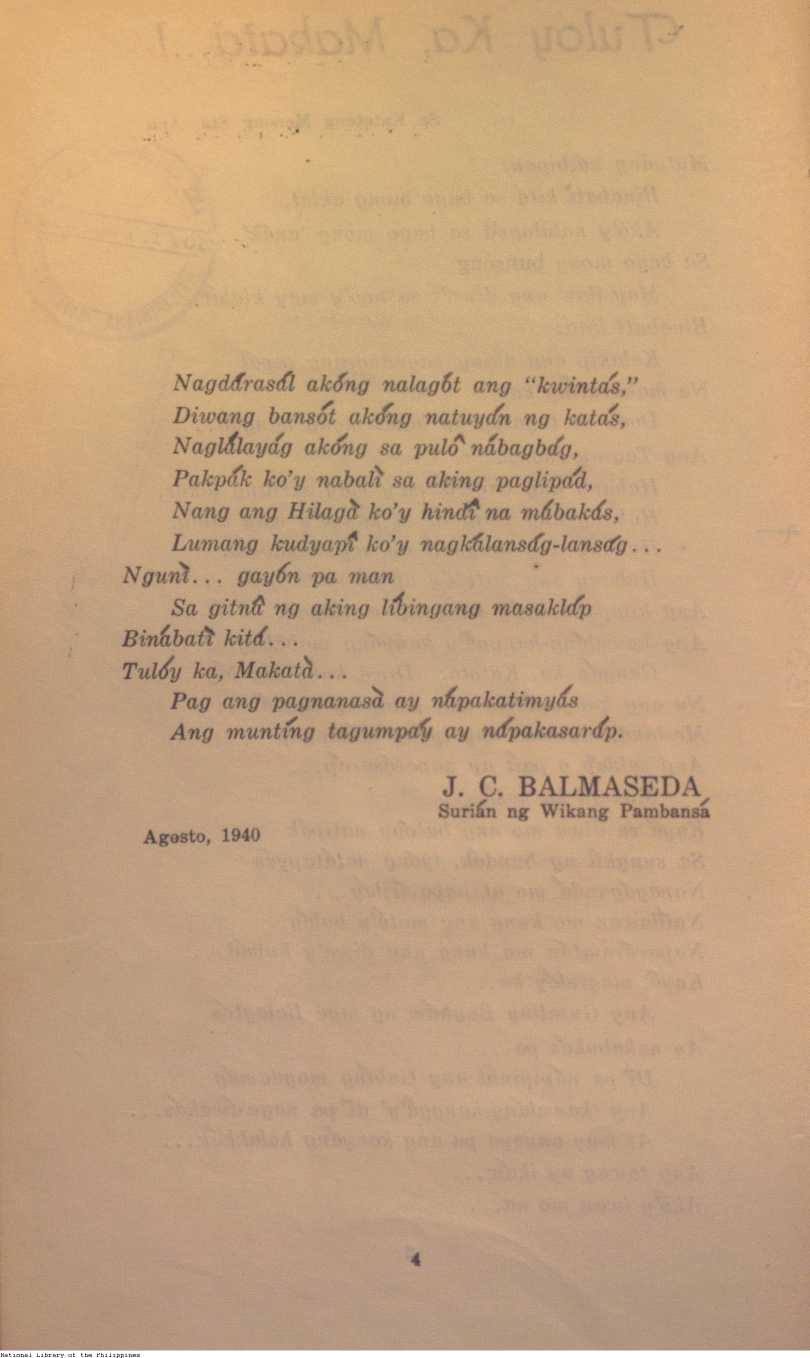 Nagdárasál akóng nalagót ang “kwintás,”
Diwang bansót akóng natuyán ng katás,
Naglálayág akóng sa pulô nábagbág,
Pakpák ko’y nabalì sa aking paglipád,
Nang ang Hilagà ko’y hindî na mábakás,
Lumang kudyapî ko’y nagkálanság-lanság...
Ngunì... gayón pa man
Sa gitnâ ng aking líbingang masakláp
Binábatì kitá...
Tulóy ka, Makatà...
Pag ang pagnanasà ay nápakatimyás
Ang muntíng tagumpáy ay nápakasaráp.
J. C. BALMASEDA
Surián ng Wikang Pambansá
Agosto, 1940
4
National Library of the Philippines